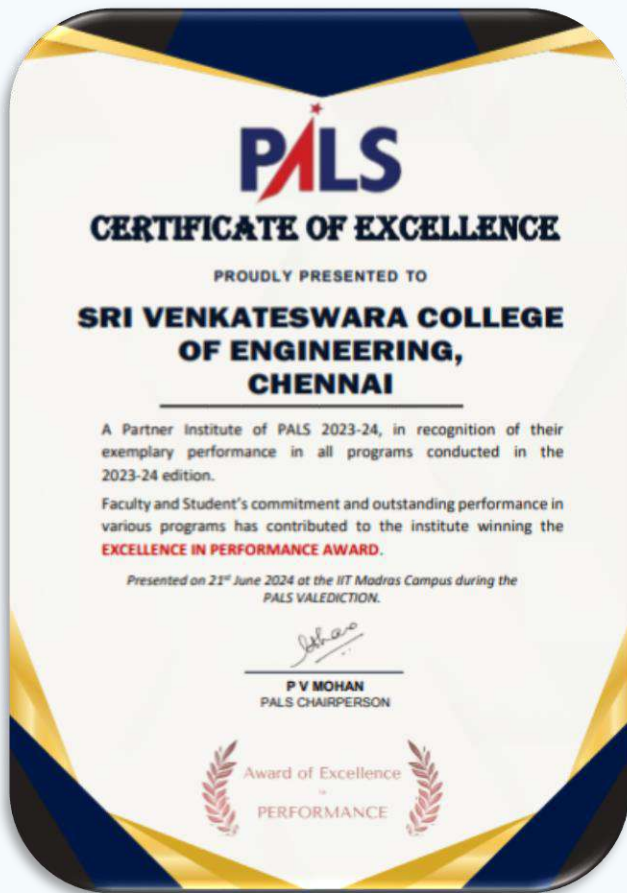 PALS
CERTIFICATE OF EXCELLENCE
PROUDLY PRESENTED TO
SRI VENKATESWARA COLLEGE
OF ENGINEERING,
CHENNAI
A Partner Institute of PALS 2023-24, in recognition of their
exemplary performance in all programs conducted in the
2023-24 edition.
Faculty and Student's commitment and outstanding performance in
various programs has contributed to the institute winning the
EXCELLENCE IN PERFORMANCE AWARD.
Presented on 21st June 2024 at the IIT Madras Campus during the
PALS VALEDICTION.
P V MOHAN
PALS CHAIRPERSON
Award of Excellence
PERFORMANCE